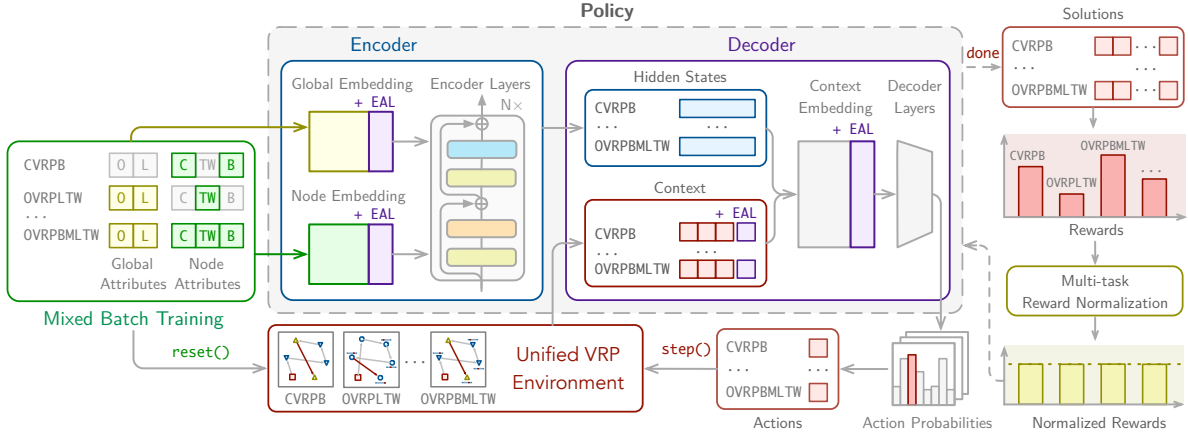 Policy
Encoder
Decoder
Global Embedding
+ EAL
Encoder Layers
N×
Node Embedding
+ EAL
Hidden States
CVRPB
...
...
OVRPBMLTW
Context
+ EAL
CVRPB
...
...
OVRPBMLTW
Context
Embedding
+ EAL
Decoder
Layers
done
Solutions
CVRPB
...
...
OVRPBMLTW
CVRPB O L C TW B
OVRPLTW O L C TW B
...
OVRPBMLTW O L C TW B
Global
Attributes
Node
Attributes
Mixed Batch Training
reset()
CVRPB
OVRPLTW
...
OVRPBMLTW
Unified VRP
Environment
step()
CVRPB
...
...
OVRPBMLTW
Actions
Action Probabilities
CVRPB
OVRPLTW
OVRPBMLTW
...
Rewards
Multi-task
Reward Normalization
Normalized Rewards